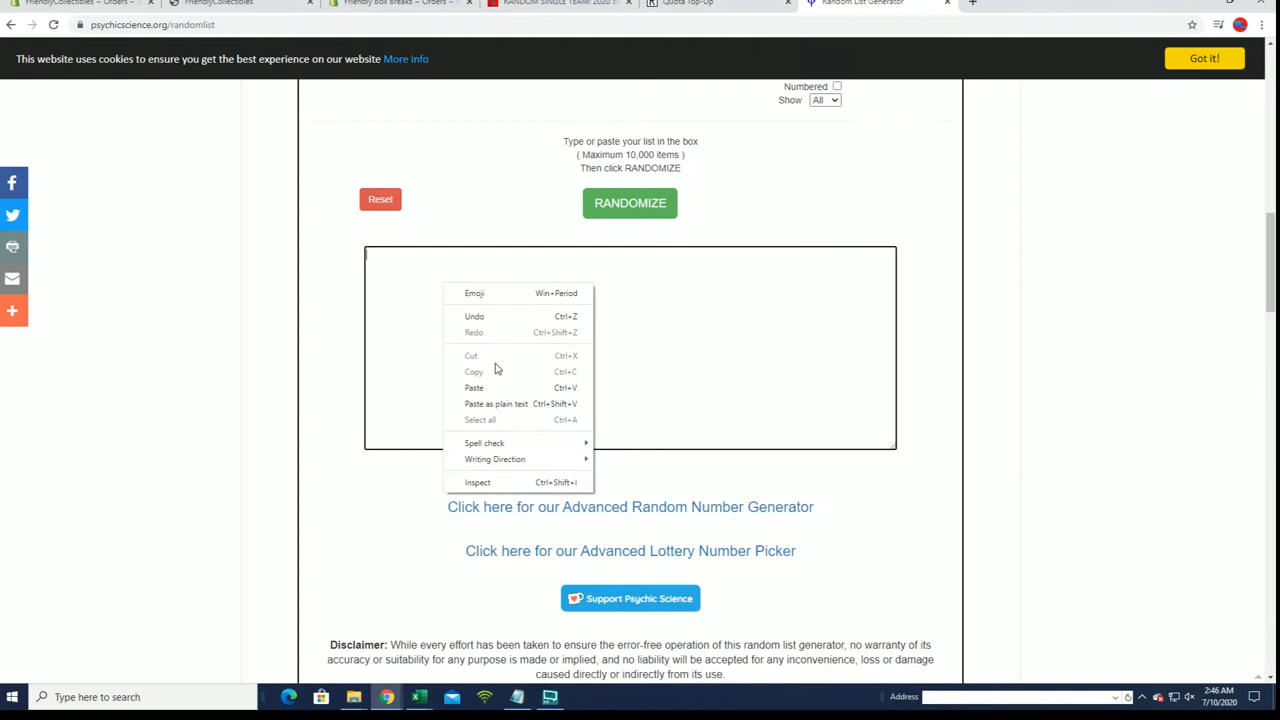 FriendlyCollectibles – Orders – S
FriendlyCollectibles
Friendly Box Breaks – Orders – S
RANDOM SINGLE TEAM! 2020 B
Quota Top-Up
Random List Generator
psychicscience.org/randomlist
This website uses cookies to ensure you get the best experience on our website More info
Got it!
Numbered
Show All
Type or paste your list in the box
( Maximum 10,000 items )
Then click RANDOMIZE
Reset
RANDOMIZE
Emoji Win+Period
Undo Ctrl+Z
Redo Ctrl+Shift+Z
Cut Ctrl+X
Copy Ctrl+C
Paste Ctrl+V
Paste as plain text Ctrl+Shift+V
Select all Ctrl+A
Spell check
Writing Direction
Inspect Ctrl+Shift+I
Click here for our Advanced Random Number Generator
Click here for our Advanced Lottery Number Picker
Support Psychic Science
Disclaimer: While every effort has been taken to ensure the error-free operation of this random list generator, no warranty of its
accuracy or suitability for any purpose is made or implied, and no liability will be accepted for any inconvenience, loss or damage
caused directly or indirectly from its use.
Type here to search
Address
2:46 AM
7/10/2020